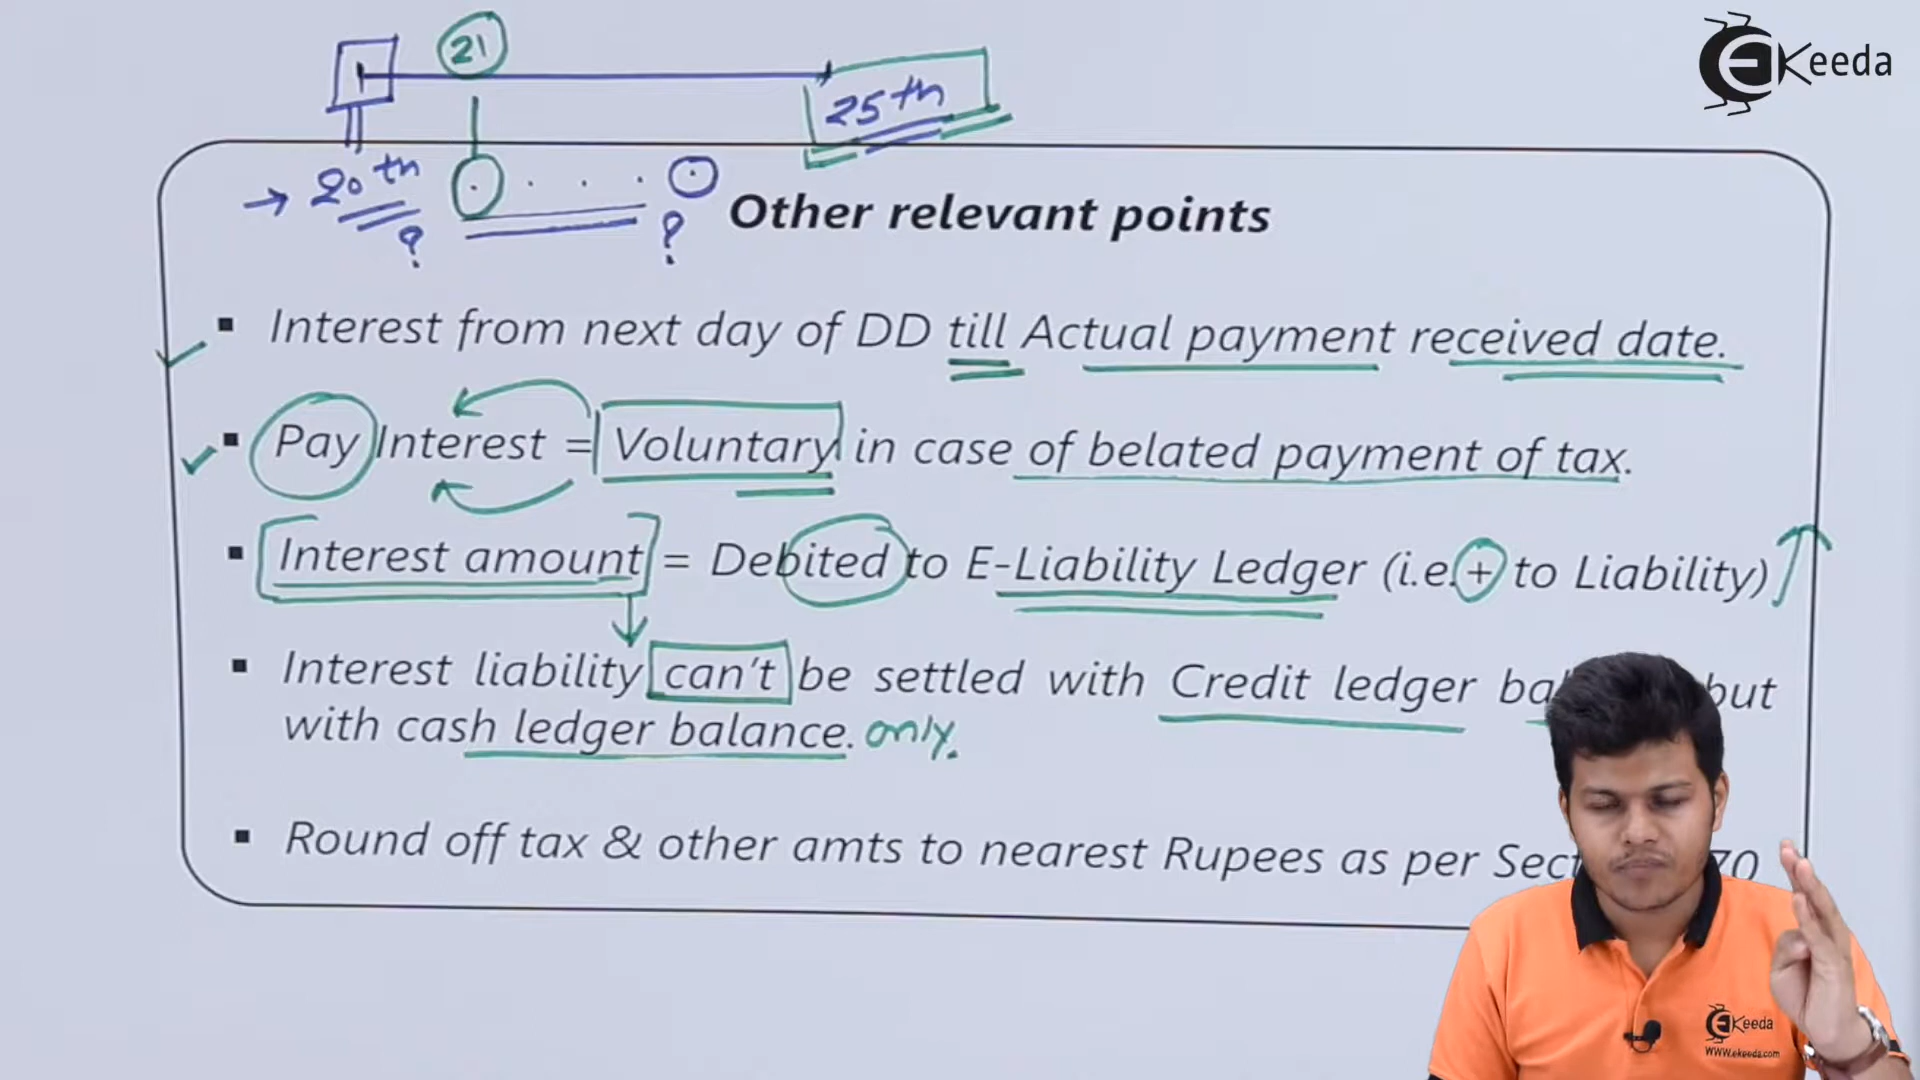 21
25th
EKeeda
20th
?
?
Other relevant points
Interest from next day of DD till Actual payment received date.
Pay Interest = Voluntary in case of belated payment of tax.
Interest amount = Debited to E-Liability Ledger (i.e. + to Liability)
Interest liability can't be settled with Credit ledger but
with cash ledger balance. only.
Round off tax & other amts to nearest Rupees as per
EKeeda
www.ekeeda.com